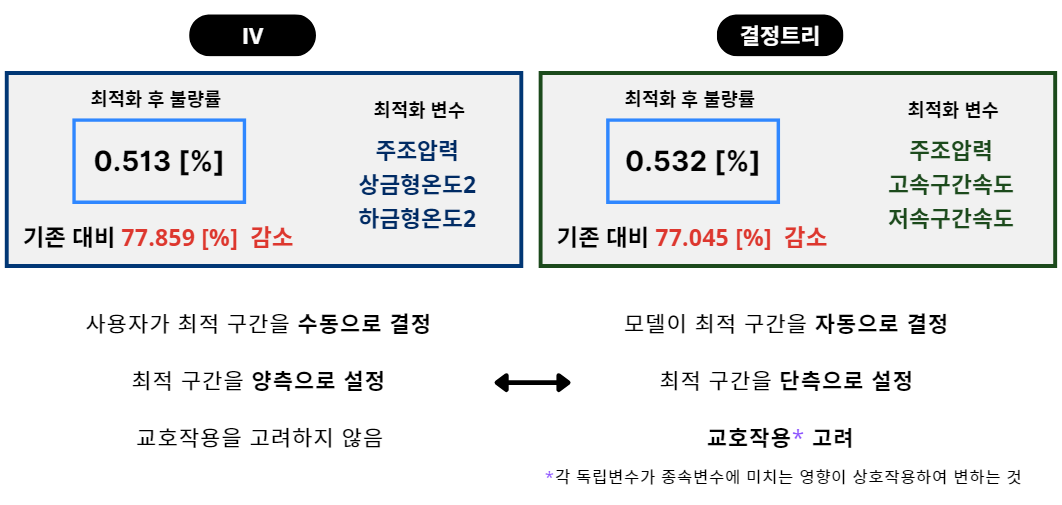 IV
최적화 후 불량률
0.513 [%]
기존 대비 77.859 [%] 감소
최적화 변수
주조압력
상금형온도2
하금형온도2
사용자가 최적 구간을 수동으로 결정
최적 구간을 양측으로 설정
교호작용을 고려하지 않음
결정트리
최적화 후 불량률
0.532 [%]
기존 대비 77.045 [%] 감소
최적화 변수
주조압력
고속구간속도
저속구간속도
모델이 최적 구간을 자동으로 결정
최적 구간을 단측으로 설정
교호작용* 고려
*각 독립변수가 종속변수에 미치는 영향이 상호작용하여 변하는 것